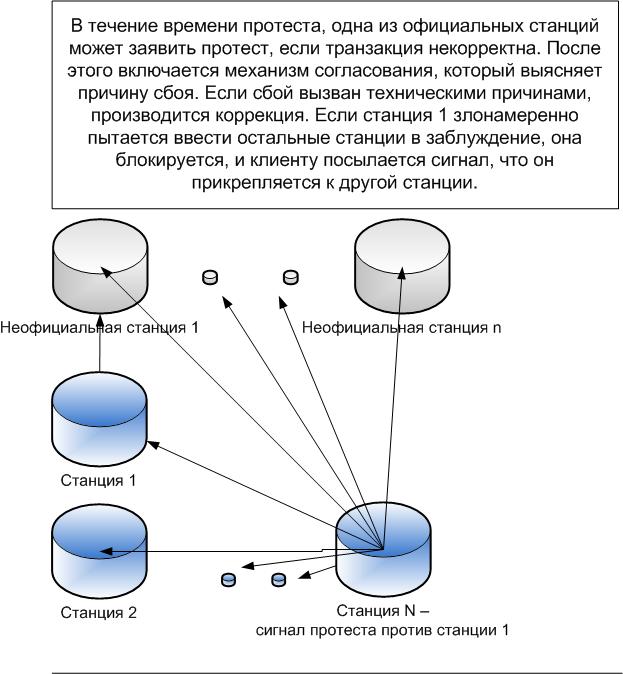 В течение времени протеста, одна из официальных станций
может заявить протест, если транзакция некорректна. После
этого включается механизм согласования, который выясняет
причину сбоя. Если сбой вызван техническими причинами,
производится коррекция. Если станция 1 злонамеренно
пытается ввести остальные станции в заблуждение, она
блокируется, и клиенту посылается сигнал, что он
прикрепляется к другой станции.
Неофициальная станция 1
Неофициальная станция n
Станция 1
Станция 2
Станция N –
сигнал протеста против станции 1